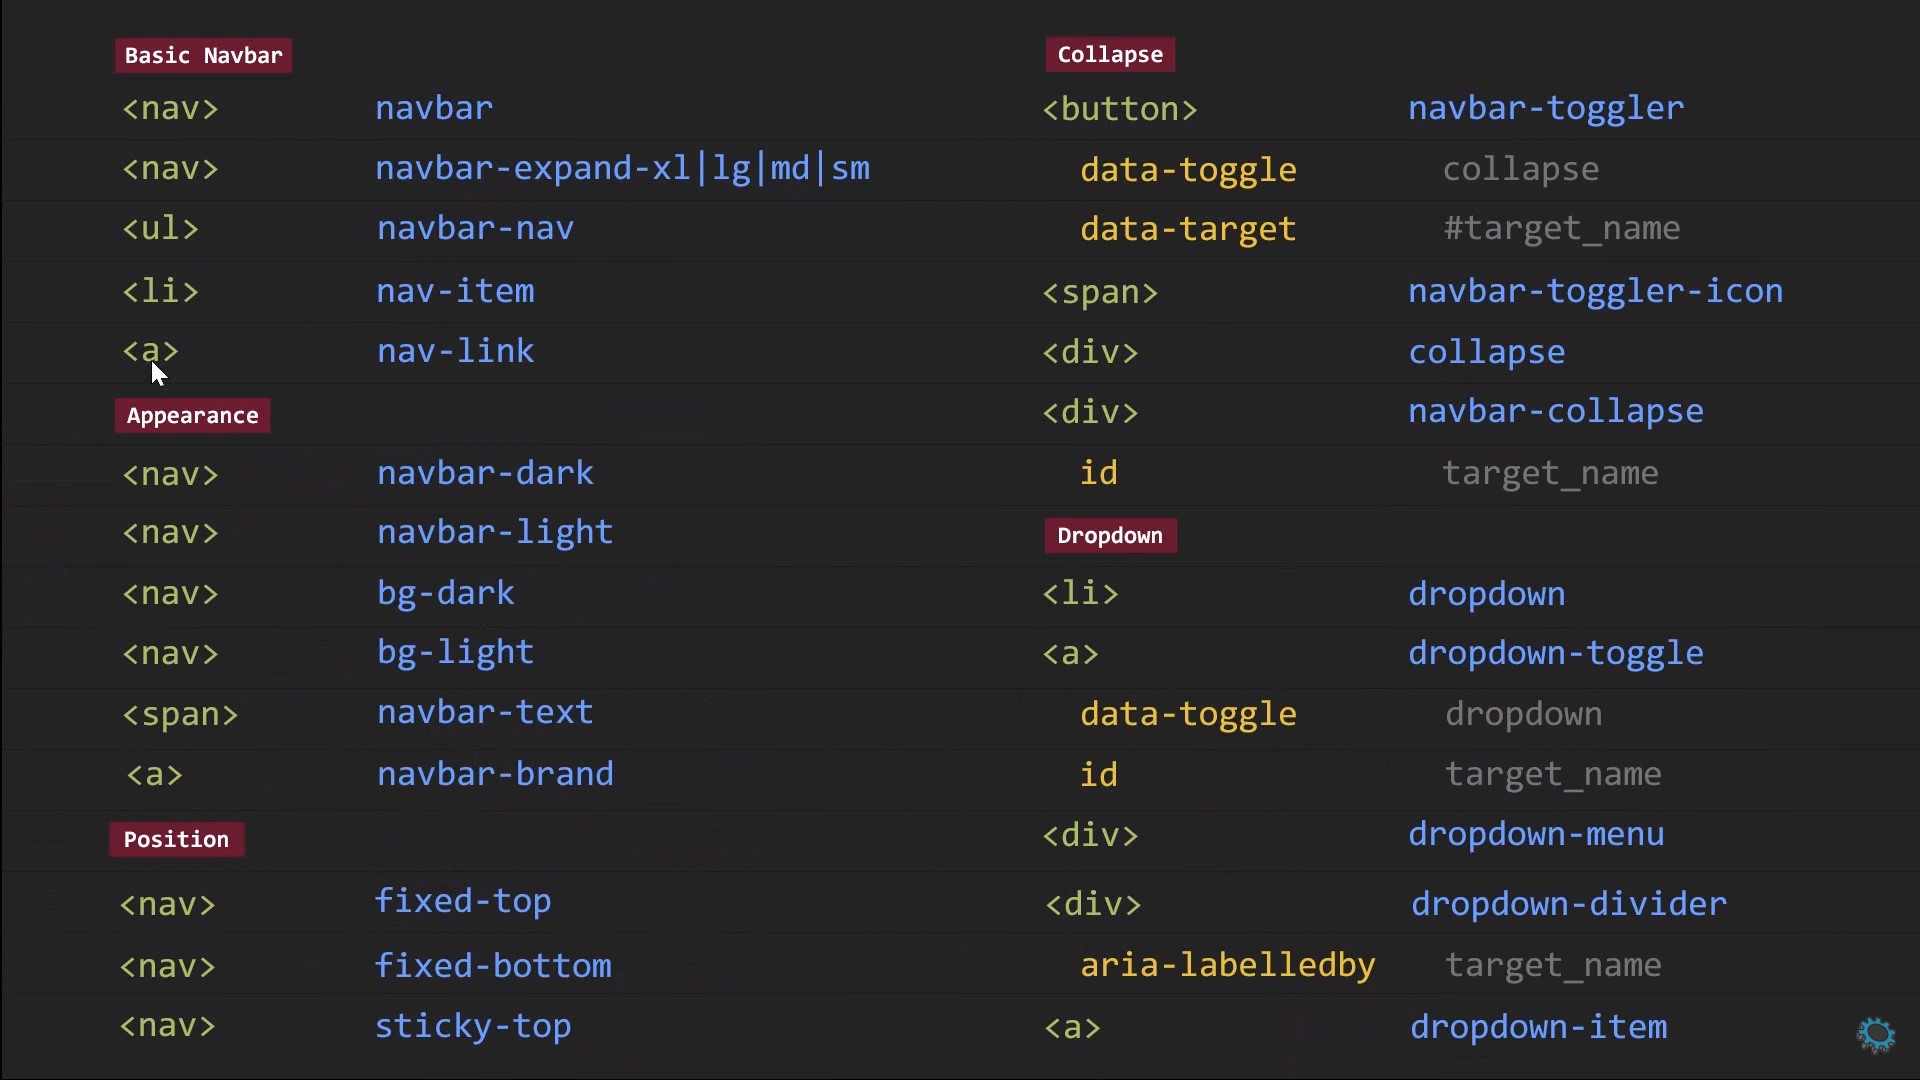 Basic Navbar
<nav> navbar
<nav> navbar-expand-xl|lg|md|sm
<ul> navbar-nav
<li> nav-item
<a> nav-link
Appearance
<nav> navbar-dark
<nav> navbar-light
<nav> bg-dark
<nav> bg-light
<span> navbar-text
<a> navbar-brand
Position
<nav> fixed-top
<nav> fixed-bottom
<nav> sticky-top
Collapse
<button> navbar-toggler
data-toggle collapse
data-target #target_name
<span> navbar-toggler-icon
<div> collapse
<div> navbar-collapse
id target_name
Dropdown
<li> dropdown
<a> dropdown-toggle
data-toggle dropdown
id target_name
<div> dropdown-menu
<div> dropdown-divider
aria-labelledby target_name
<a> dropdown-item